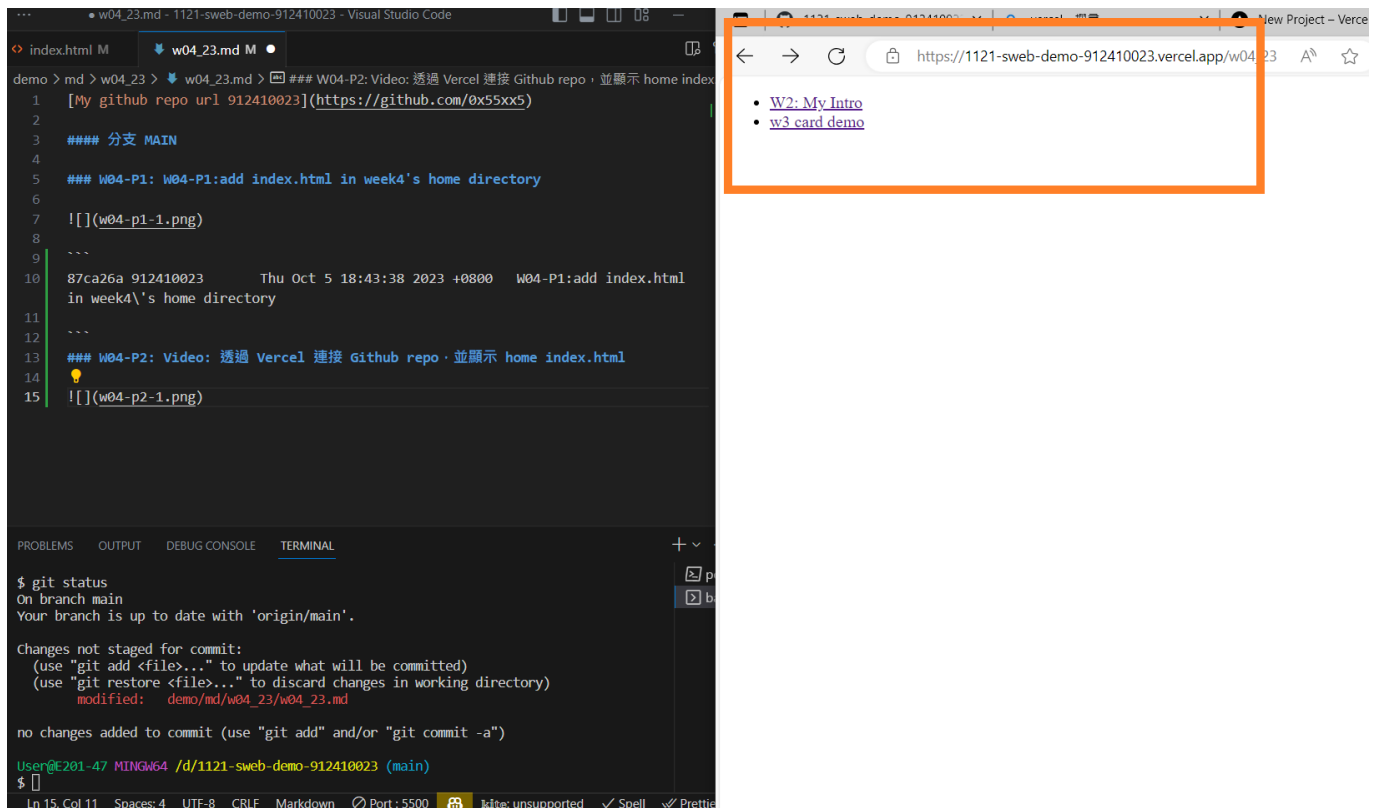 w04_23.md - 1121-sweb-demo-912410023 - Visual Studio Code
index.html M
w04_23.md M
demo > md > w04_23 > w04_23.md > ### W04-P2: Video: 透過 Vercel 連接 Github repo，並顯示 home index
1 [My github repo url 912410023](https://github.com/0x55xx5)
2
3 #### 分支 MAIN
4
5 ### W04-P1: W04-P1:add index.html in week4's home directory
6
7 ![](w04-p1-1.png)
8
9 ```
10 87ca26a 912410023 Thu Oct 5 18:43:38 2023 +0800 W04-P1:add index.html
in week4\'s home directory
11
12 ```
13 ### W04-P2: Video: 透過 Vercel 連接 Github repo，並顯示 home index.html
14
15 ![](w04-p2-1.png)
PROBLEMS OUTPUT DEBUG CONSOLE TERMINAL
$ git status
On branch main
Your branch is up to date with 'origin/main'.
Changes not staged for commit:
(use "git add <file>..." to update what will be committed)
(use "git restore <file>..." to discard changes in working directory)
modified: demo/md/w04_23/w04_23.md
no changes added to commit (use "git add" and/or "git commit -a")
User@E201-47 MINGW64 /d/1121-sweb-demo-912410023 (main)
$
Ln 15, Col 11 Spaces: 4 UTF-8 CRLF Markdown Port : 5500 kite: unsupported Spell Prettie
New Project – Verce
https://1121-sweb-demo-912410023.vercel.app/w04_23
W2: My Intro
w3 card demo